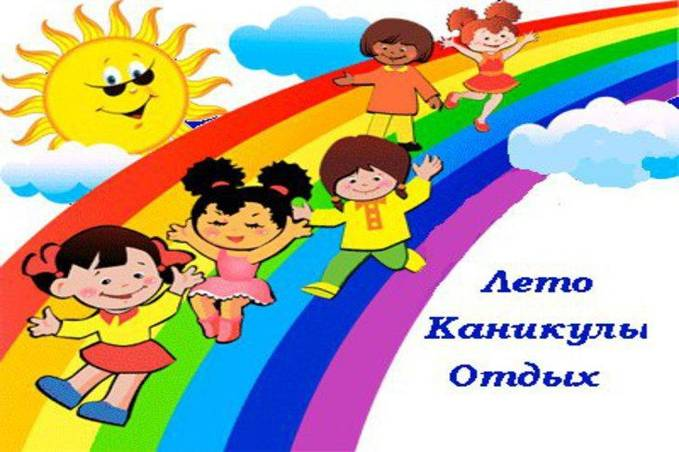 Лето
Каникулы
Отдых